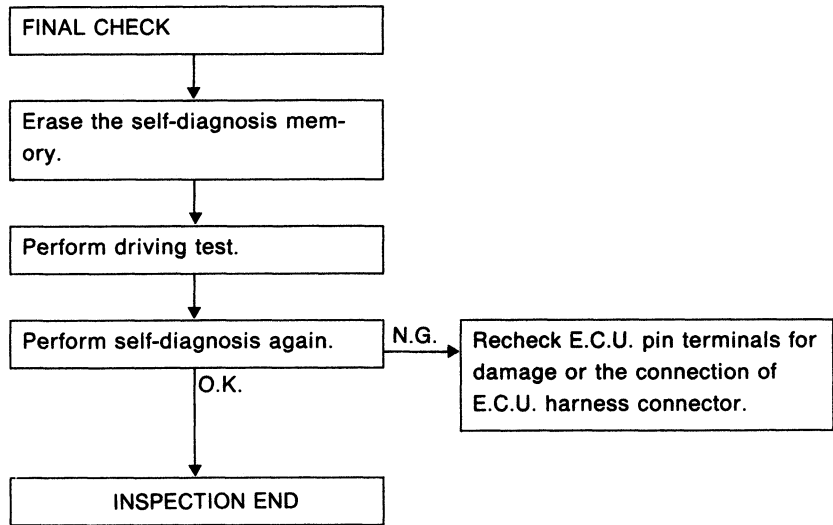 FINAL CHECK
Erase the self-diagnosis mem-
ory.
Perform driving test.
Perform self-diagnosis again.
N.G.
Recheck E.C.U. pin terminals for
damage or the connection of
E.C.U. harness connector.
O.K.
INSPECTION END